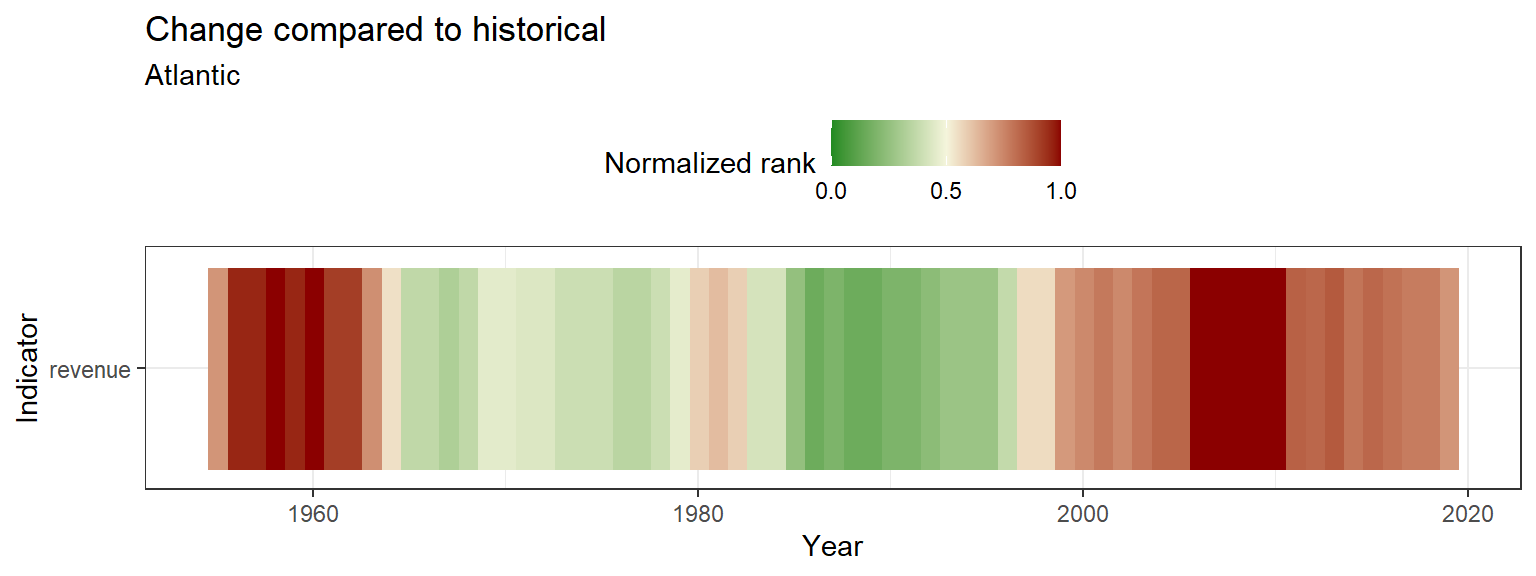 Change compared to historical
Atlantic
Normalized rank
0.0 0.5 1.0
Indicator
revenue
1960 1980 2000 2020
Year